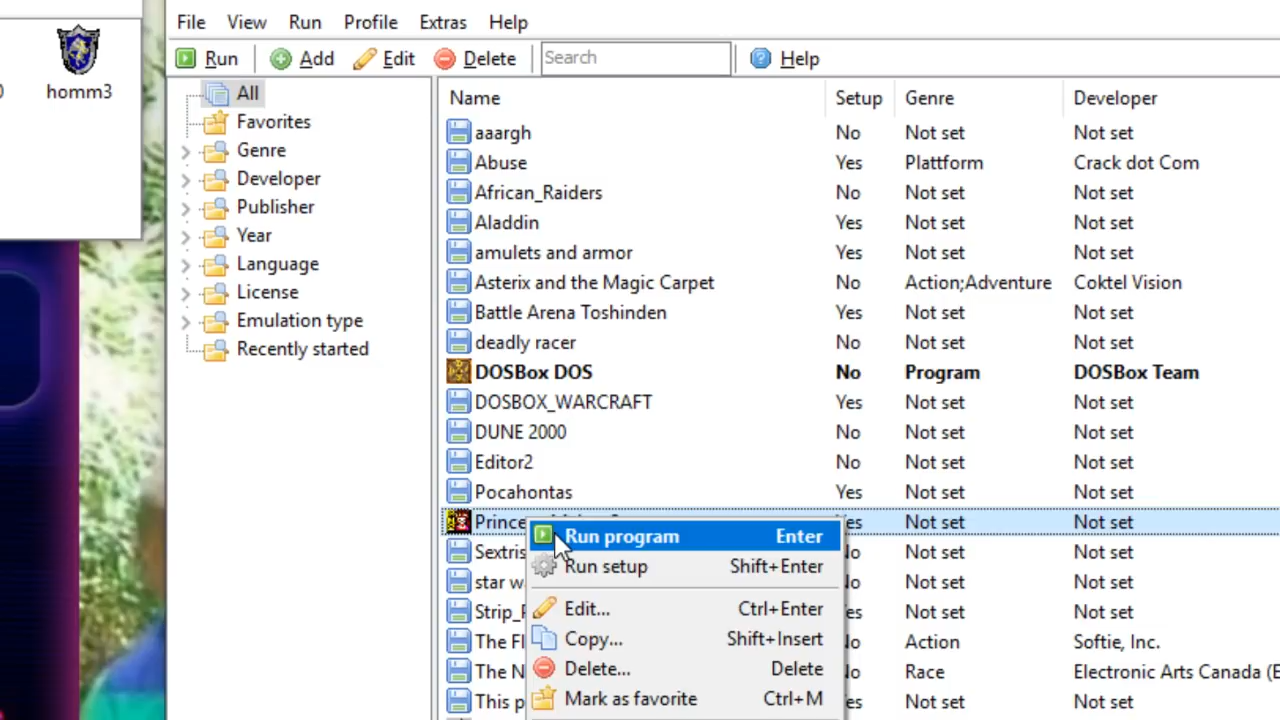 File View Run Profile Extras Help
Run Add Edit Delete Search Help
homm3
All
Favorites
Genre
Developer
Publisher
Year
Language
License
Emulation type
Recently started
Name Setup Genre Developer
aaargh No Not set Not set
Abuse Yes Plattform Crack dot Com
African_Raiders No Not set Not set
Aladdin Yes Not set Not set
amulets and armor Yes Not set Not set
Asterix and the Magic Carpet No Action;Adventure Coktel Vision
Battle Arena Toshinden Yes Not set Not set
deadly racer No Not set Not set
DOSBox DOS No Program DOSBox Team
DOSBOX_WARCRAFT Yes Not set Not set
DUNE 2000 No Not set Not set
Editor2 No Not set Not set
Pocahontas Yes Not set Not set
Not set Not set
Not set Not set
star Not set Not set
Strip_ Not set Not set
The Action Softie, Inc.
The Race Electronic Arts Canada
This Not set Not set
Run program Enter
Run setup Shift+Enter
Edit... Ctrl+Enter
Copy... Shift+Insert
Delete... Delete
Mark as favorite Ctrl+M